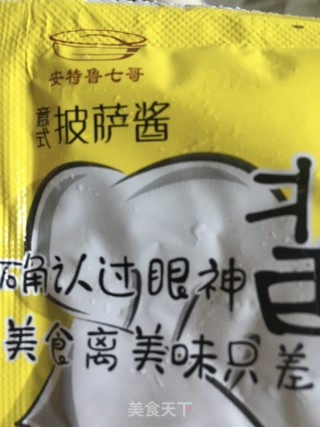 安特鲁七哥
意式披萨酱
确认过眼神
美食离美味只差
美食天下